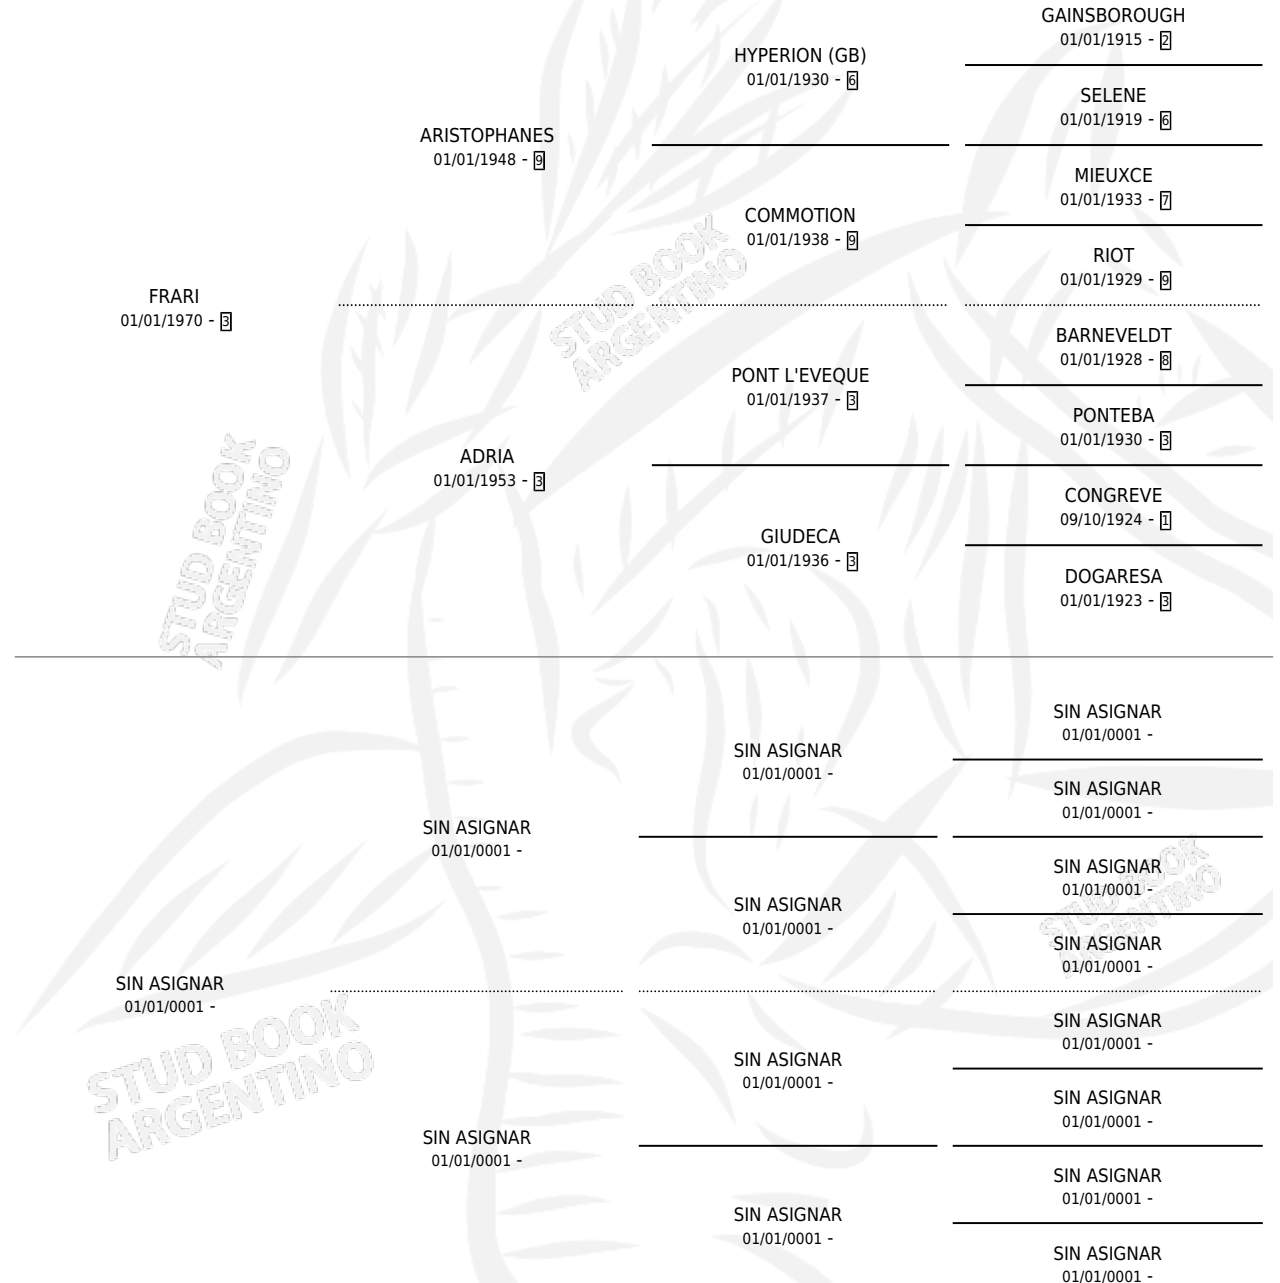 GAINSBOROUGH
01/01/1915 - 2
HYPERION (GB)
01/01/1930 - 6
SELENE
01/01/1919 - 6
ARISTOPHANES
01/01/1948 - 9
MIEUXCE
01/01/1933 - 7
COMMOTION
01/01/1938 - 9
RIOT
01/01/1929 - 9
FRARI
01/01/1970 - 3
STUD BOOK
ARGENTINO
BARNEVELDT
01/01/1928 - 8
PONT L'EVEQUE
01/01/1937 - 3
PONTEBA
01/01/1930 - 3
ADRIA
01/01/1953 - 3
CONGREVE
09/10/1924 - 1
GIUDECA
01/01/1936 - 3
DOGARESA
01/01/1923 - 3
STUD BOOK
ARGENTINO
SIN ASIGNAR
01/01/0001 -
SIN ASIGNAR
01/01/0001 -
SIN ASIGNAR
01/01/0001 -
SIN ASIGNAR
01/01/0001 -
SIN ASIGNAR
01/01/0001 -
SIN ASIGNAR
01/01/0001 -
SIN ASIGNAR
01/01/0001 -
STUD BOOK
ARGENTINO
SIN ASIGNAR
01/01/0001 -
SIN ASIGNAR
01/01/0001 -
SIN ASIGNAR
01/01/0001 -
SIN ASIGNAR
01/01/0001 -
STUD BOOK
ARGENTINO
SIN ASIGNAR
01/01/0001 -
SIN ASIGNAR
01/01/0001 -
SIN ASIGNAR
01/01/0001 -
SIN ASIGNAR
01/01/0001 -